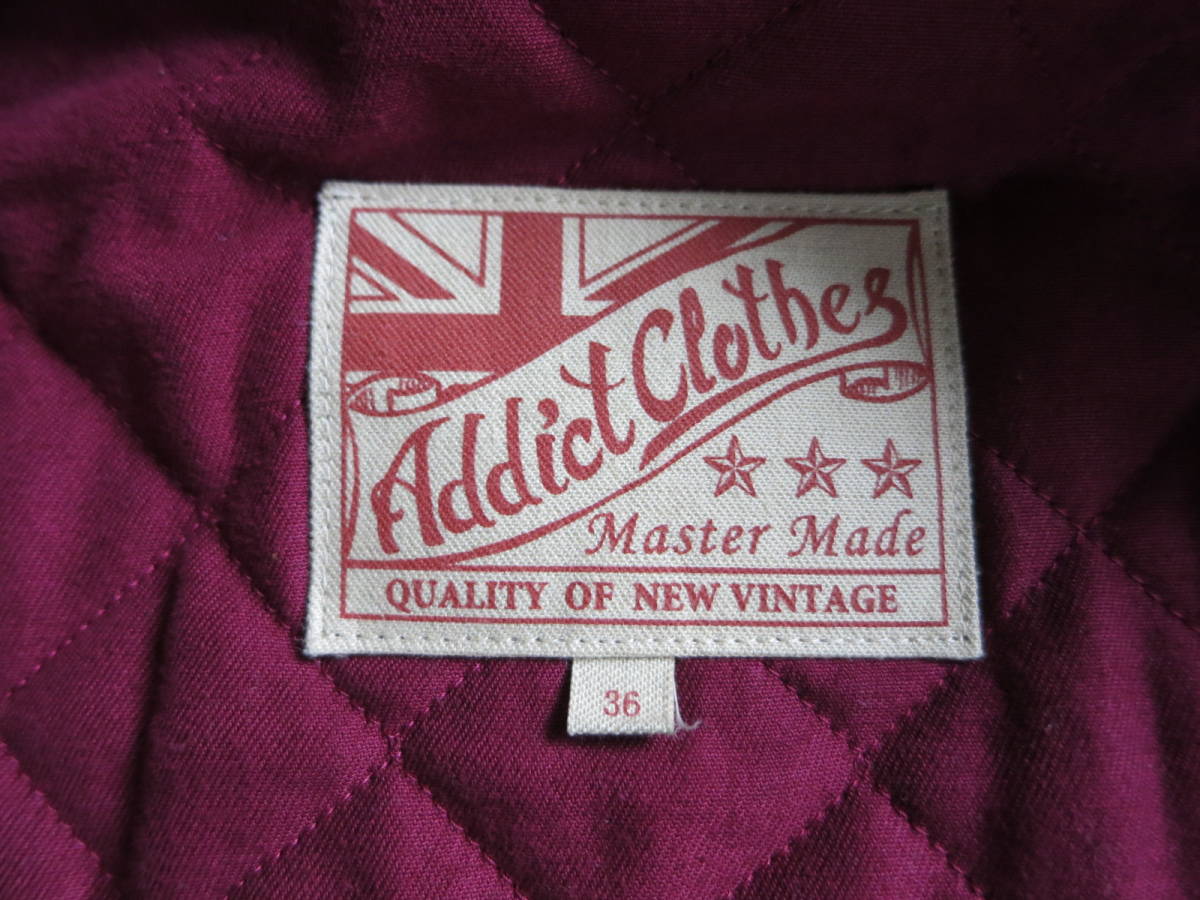 Addict Clothes
Master Made
QUALITY OF NEW VINTAGE
36